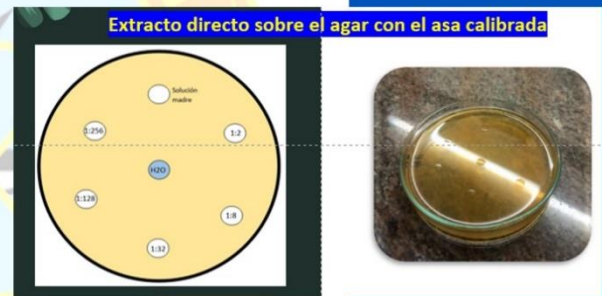 Extracto directo sobre el agar con el asa calibrada
Solución
madre
1:256
1:2
H2O
1:128
1:8
1:32